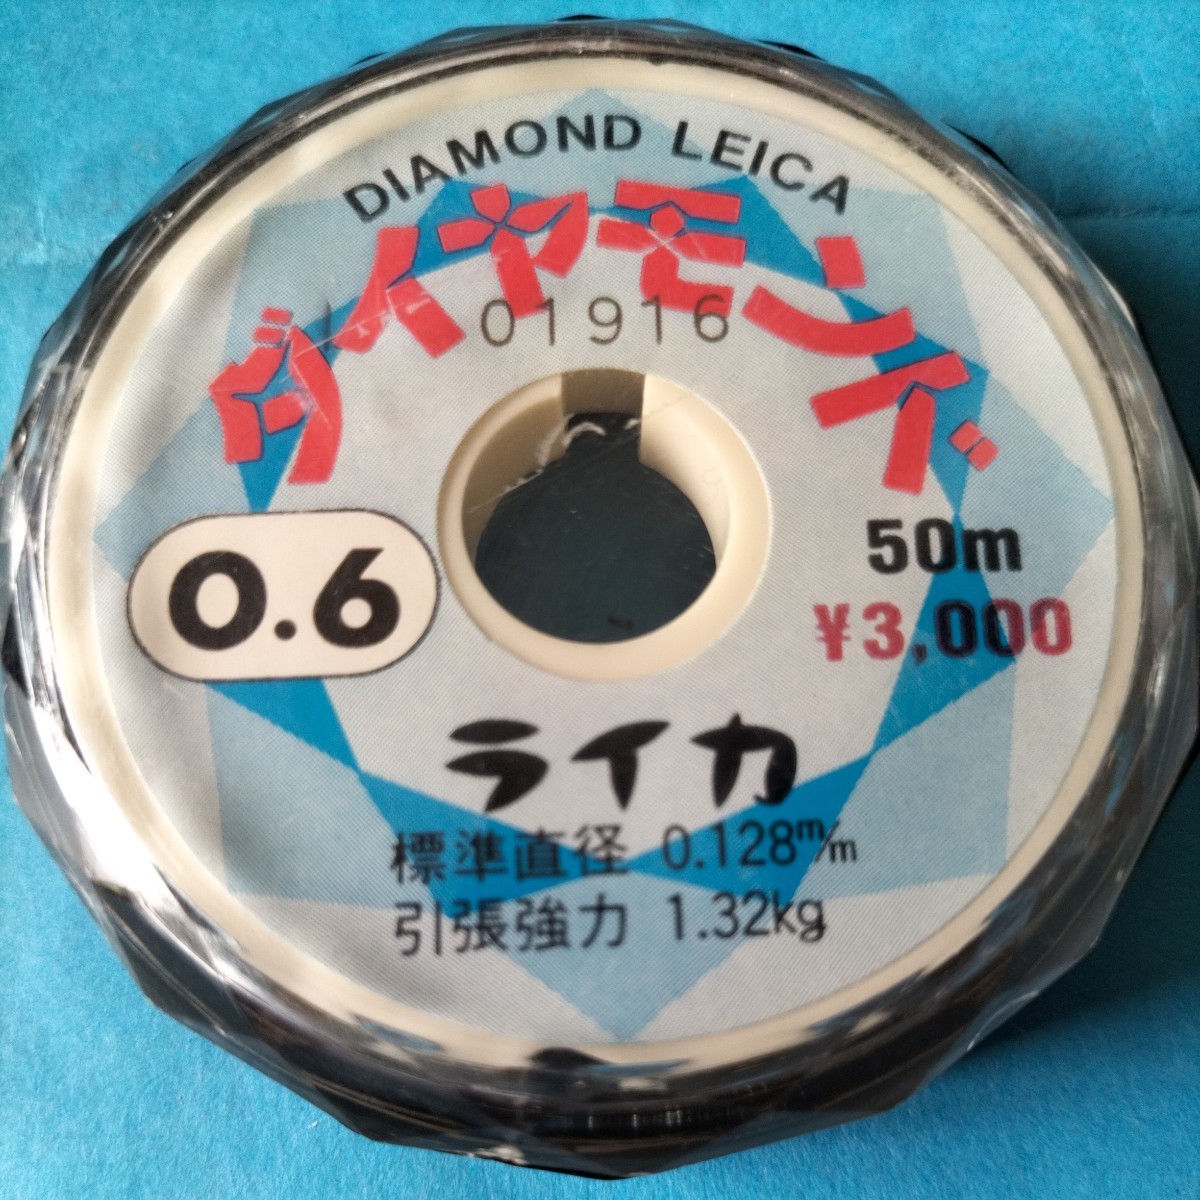 DIAMOND LEICA
ダイヤモンド
01916
0.6
50m
¥3,000
ライカ
標準直径 0.128m/m
引張強力 1.32kg